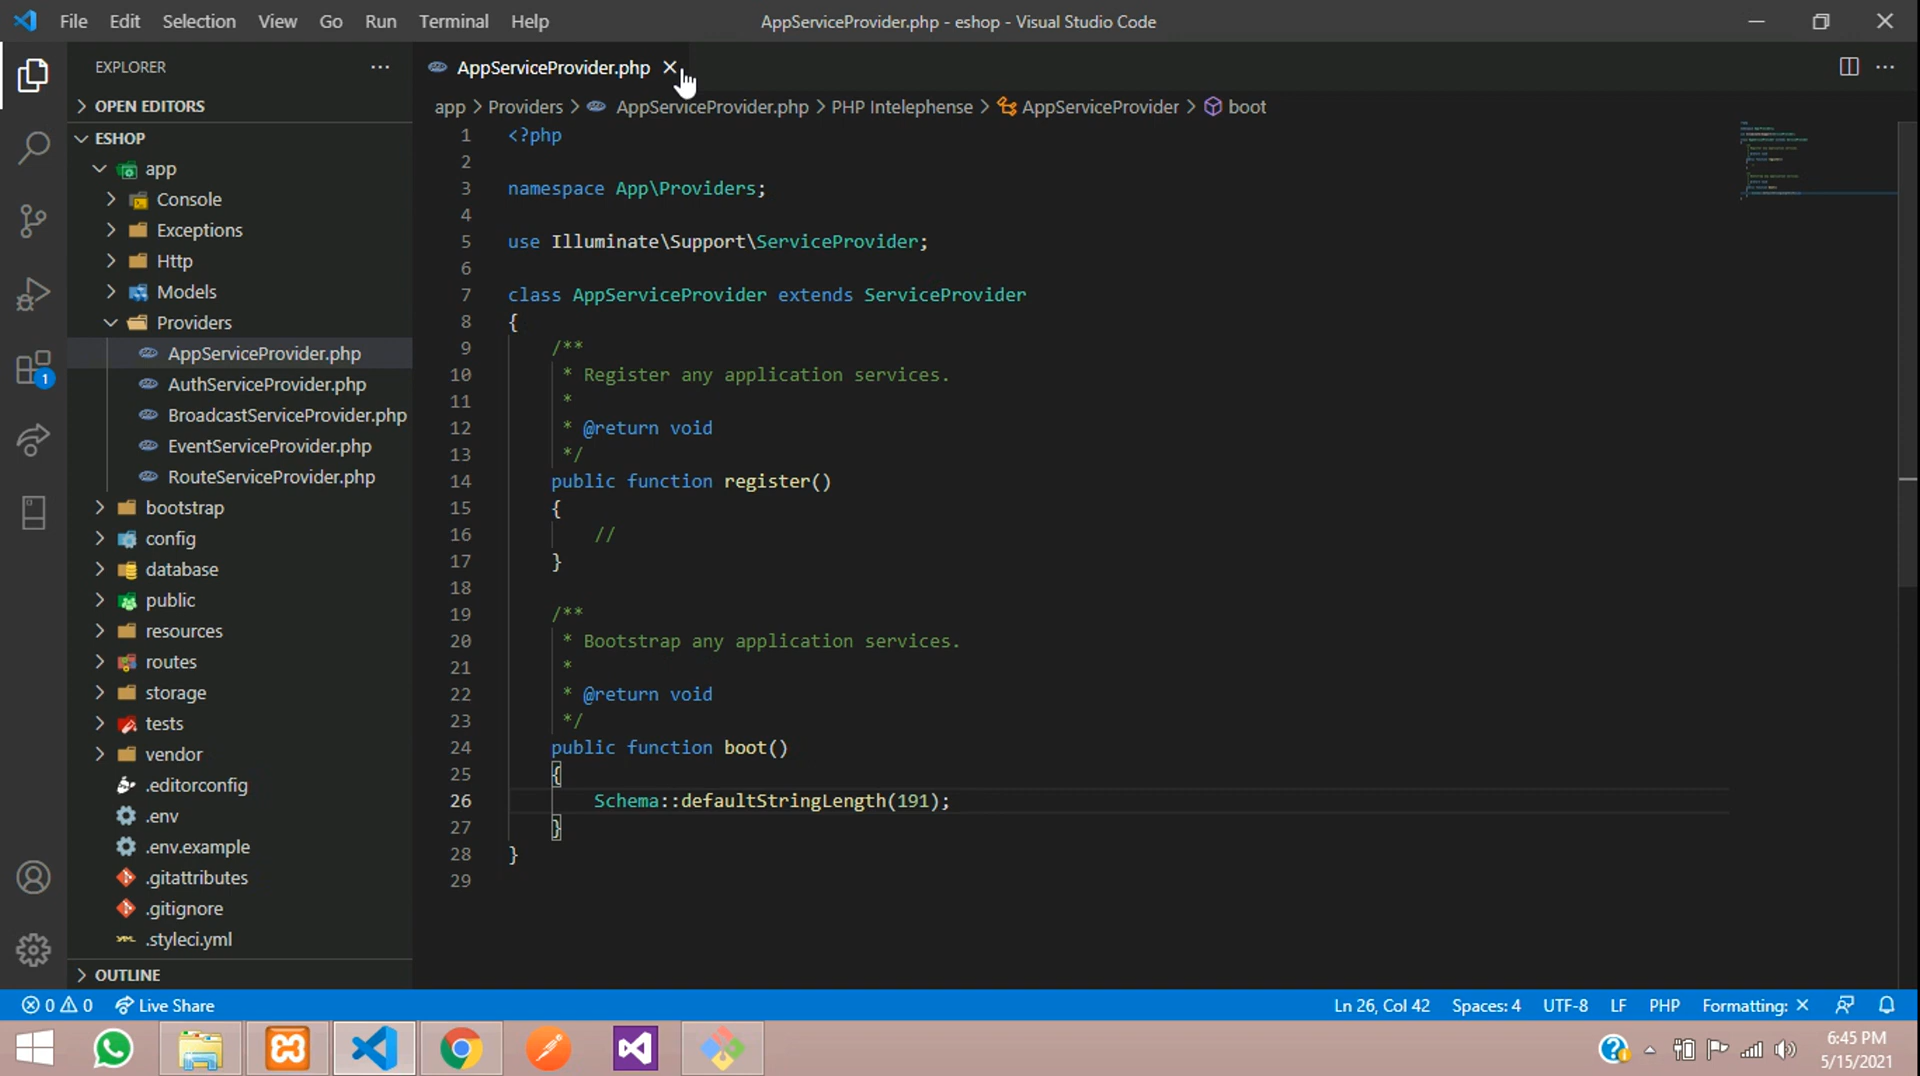 File Edit Selection View Go Run Terminal Help
AppServiceProvider.php - eshop - Visual Studio Code
EXPLORER
OPEN EDITORS
ESHOP
app
Console
Exceptions
Http
Models
Providers
AppServiceProvider.php
AuthServiceProvider.php
BroadcastServiceProvider.php
EventServiceProvider.php
RouteServiceProvider.php
bootstrap
config
database
public
resources
routes
storage
tests
vendor
.editorconfig
.env
.env.example
.gitattributes
.gitignore
.styleci.yml
OUTLINE
1
AppServiceProvider.php
app > Providers > AppServiceProvider.php > PHP Intelephense > AppServiceProvider > boot
1 <?php
2
3 namespace App\Providers;
4
5 use Illuminate\Support\ServiceProvider;
6
7 class AppServiceProvider extends ServiceProvider
8 {
9 /**
10 * Register any application services.
11 *
12 * @return void
13 */
14 public function register()
15 {
16 //
17 }
18
19 /**
20 * Bootstrap any application services.
21 *
22 * @return void
23 */
24 public function boot()
25 {
26 Schema::defaultStringLength(191);
27 }
28 }
29
0 0 Live Share
Ln 26, Col 42 Spaces: 4 UTF-8 LF PHP Formatting: ×
6:45 PM
5/15/2021